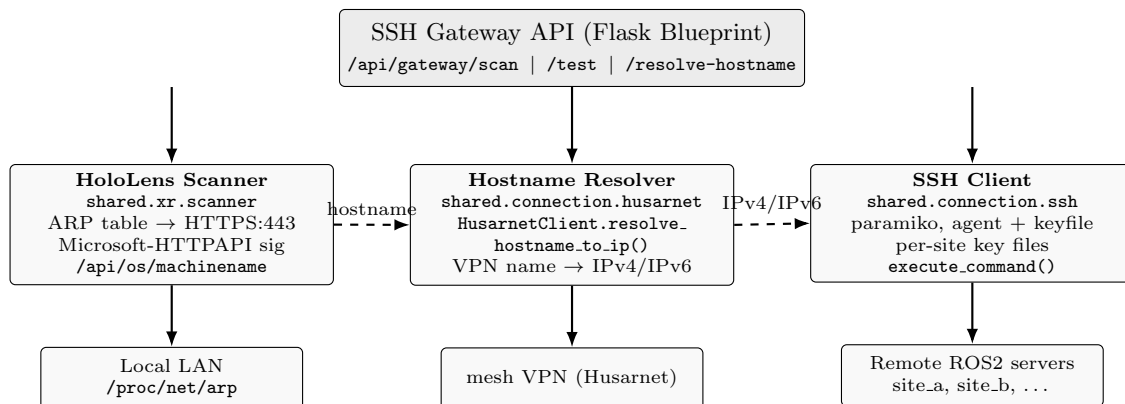 SSH Gateway API (Flask Blueprint)
/api/gateway/scan | /test | /resolve-hostname
HoloLens Scanner
shared.xr.scanner
ARP table → HTTPS:443
Microsoft-HTTPAPI sig
/api/os/machinename
hostname
Hostname Resolver
shared.connection.husarnet
HusarnetClient.resolve_
hostname_to_ip()
VPN name → IPv4/IPv6
IPv4/IPv6
SSH Client
shared.connection.ssh
paramiko, agent + keyfile
per-site key files
execute_command()
Local LAN
/proc/net/arp
mesh VPN (Husarnet)
Remote ROS2 servers
site_a, site_b, ...